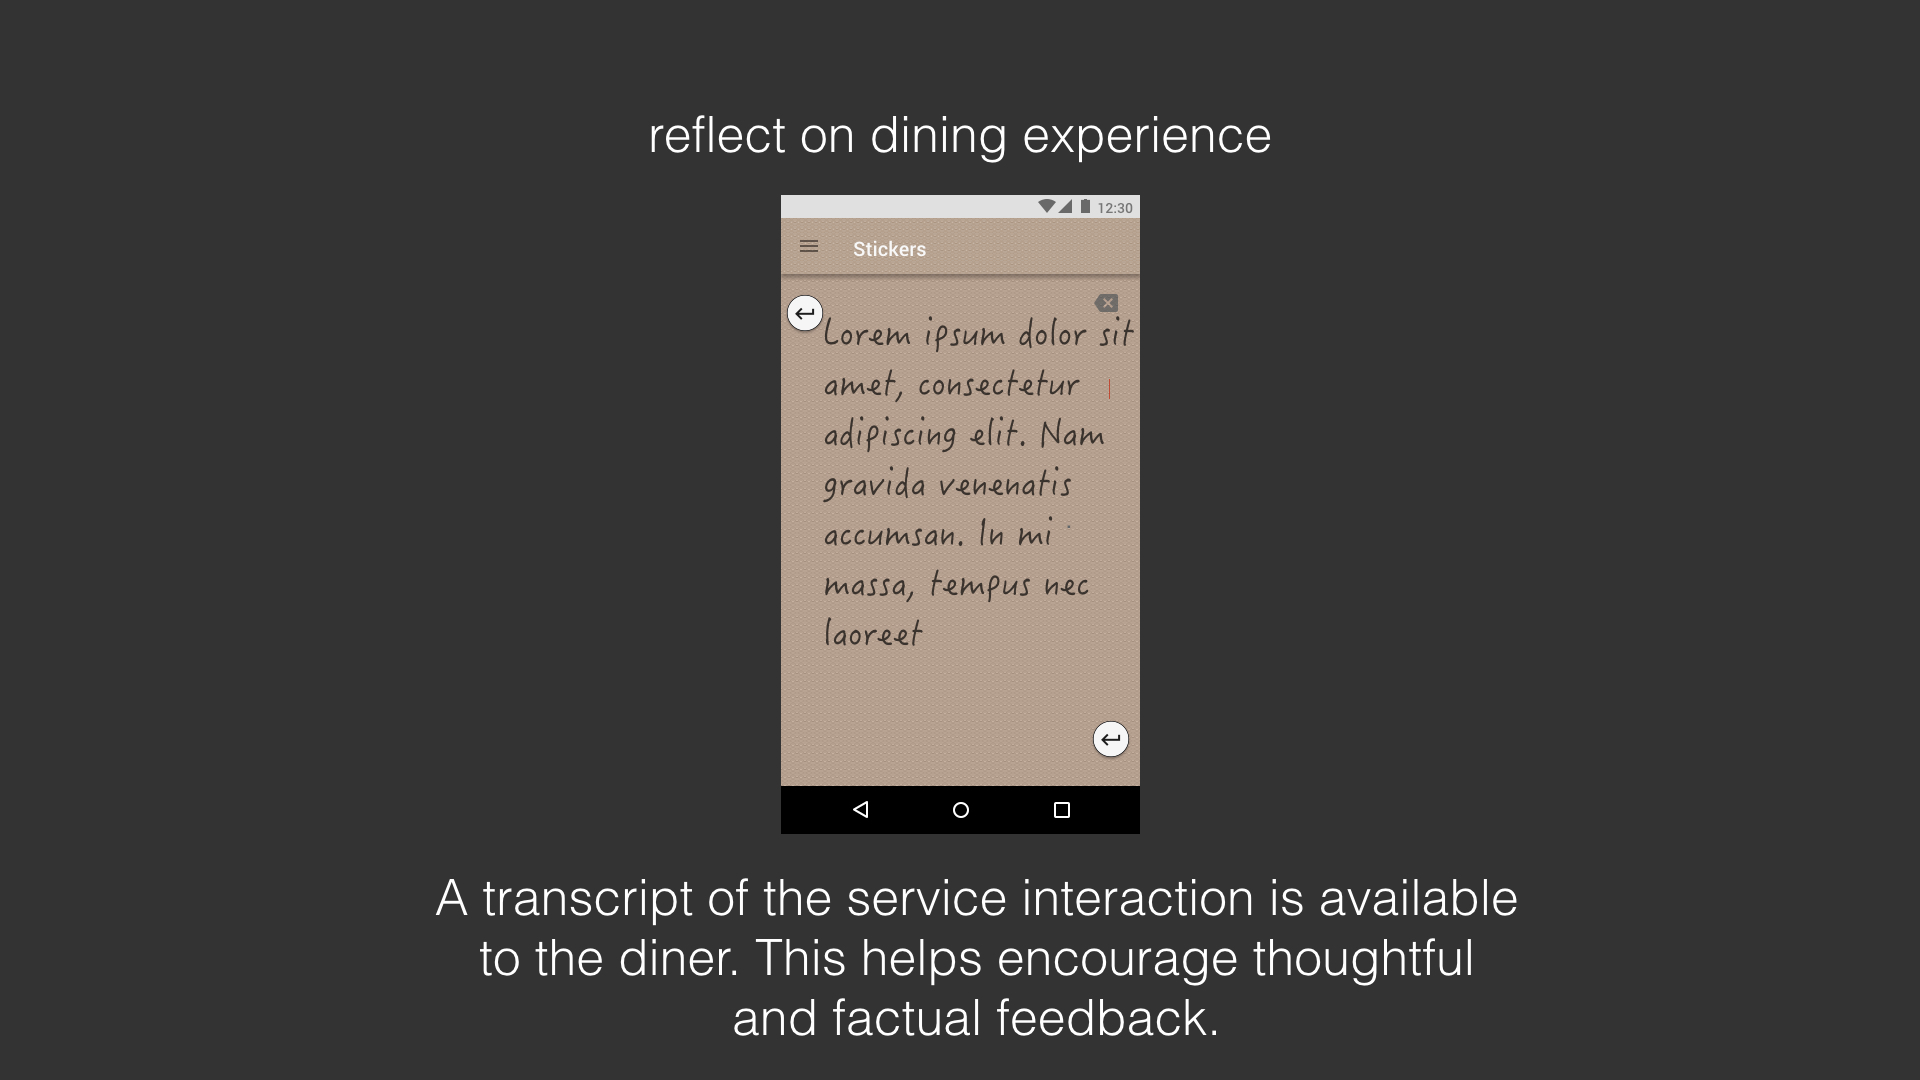 reflect on dining experience
12:30
Stickers
Lorem ipsum dolor sit
amet, consectetur
adipiscing elit. Nam
gravida venenatis
accumsan. In mi
massa, tempus nec
laoreet
A transcript of the service interaction is available
to the diner. This helps encourage thoughtful
and factual feedback.